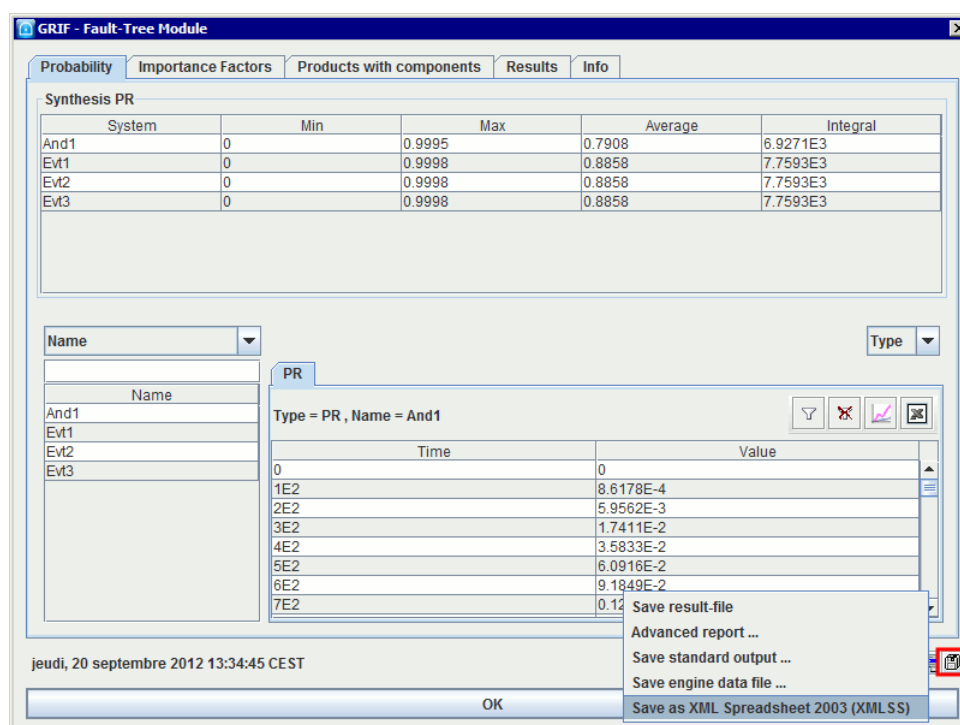 GRIF - Fault-Tree Module
Probability Importance Factors Products with components Results Info
Synthesis PR
System Min Max Average Integral
And1 0 0.9995 0.7908 6.9271E3
Evt1 0 0.9998 0.8858 7.7593E3
Evt2 0 0.9998 0.8858 7.7593E3
Evt3 0 0.9998 0.8858 7.7593E3
Name Type
PR
Name
And1
Evt1
Evt2
Evt3
Type = PR , Name = And1
Time Value
0 0
1E2 8.6178E-4
2E2 5.9562E-3
3E2 1.7411E-2
4E2 3.5833E-2
5E2 6.0916E-2
6E2 9.1849E-2
7E2
Save result-file
Advanced report ...
Save standard output ...
Save engine data file ...
Save as XML Spreadsheet 2003 (XMLSS)
jeudi, 20 septembre 2012 13:34:45 CEST
OK